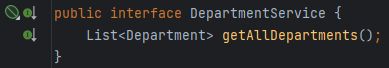 public interface DepartmentService {
    List<Department> getAllDepartments();
}